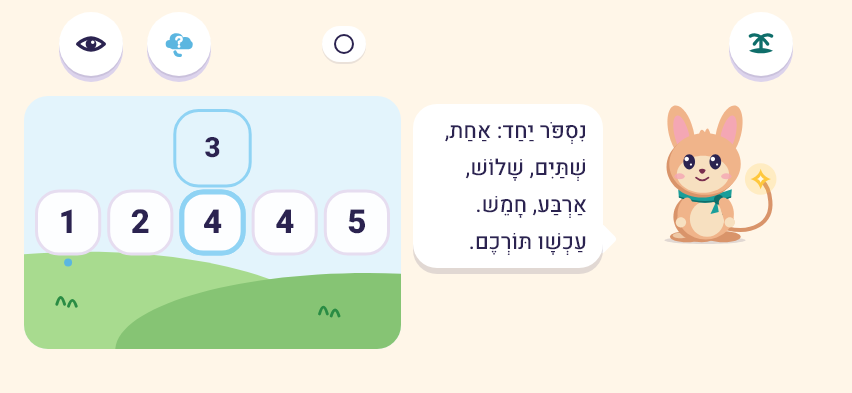 ?
3
1 2 4 4 5
נִסְפֹּר יַחַד: אַחַת,
שְׁתַּיִם, שָׁלוֹשׁ,
אַרְבַּע, חָמֵשׁ.
עַכְשָׁו תּוֹרְכֶם.